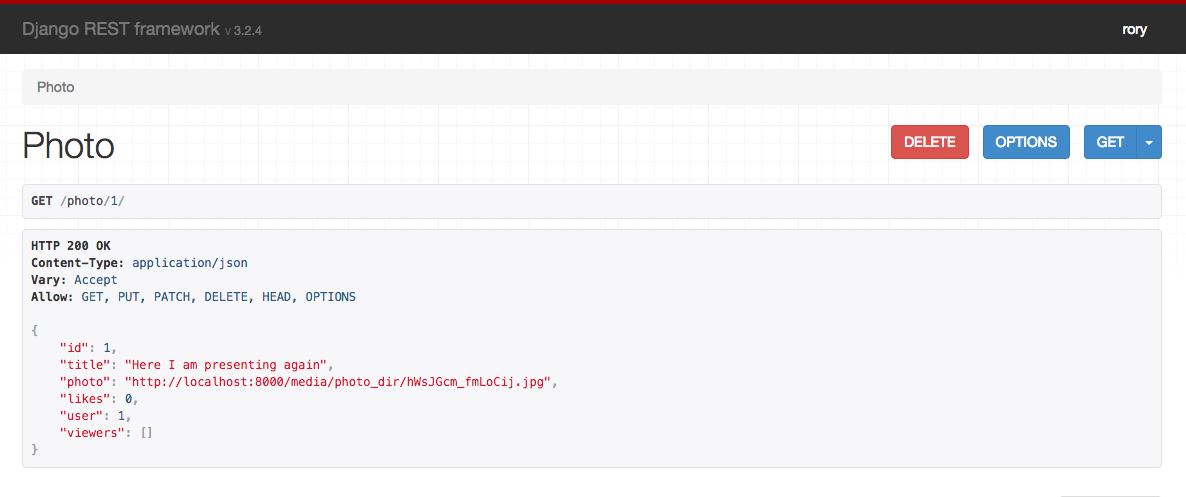 Django REST framework v 3.2.4
rory
Photo
Photo
DELETE
OPTIONS
GET
GET /photo/1/
HTTP 200 OK
Content-Type: application/json
Vary: Accept
Allow: GET, PUT, PATCH, DELETE, HEAD, OPTIONS
{
    "id": 1,
    "title": "Here I am presenting again",
    "photo": "http://localhost:8000/media/photo_dir/hWsJGcm_fmLoCij.jpg",
    "likes": 0,
    "user": 1,
    "viewers": []
}